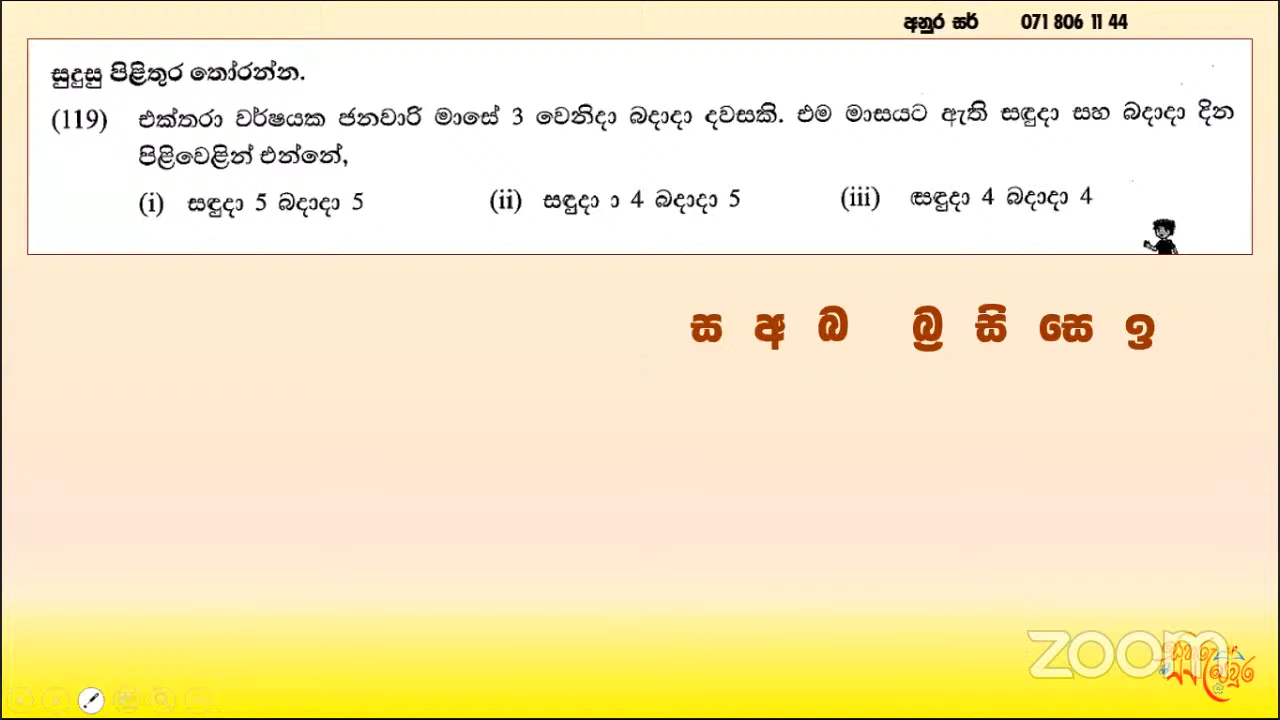 අනුර සර් 071 806 11 44
සුදුසු පිළිතුර තෝරන්න.
(119) එක්තරා වර්ෂයක ජනවාරි මාසේ 3 වෙනිදා බදාදා දවසකි. එම මාසයට ඇති සඳුදා සහ බදාදා දින
පිළිවෙළින් එන්නේ,
(i) සඳුදා 5 බදාදා 5 (ii) සඳුදා ා 4 බදාදා 5 (iii) සඳුදා 4 බදාදා 4
ස අ බ බ්‍ර සි සෙ ඉ
zoom